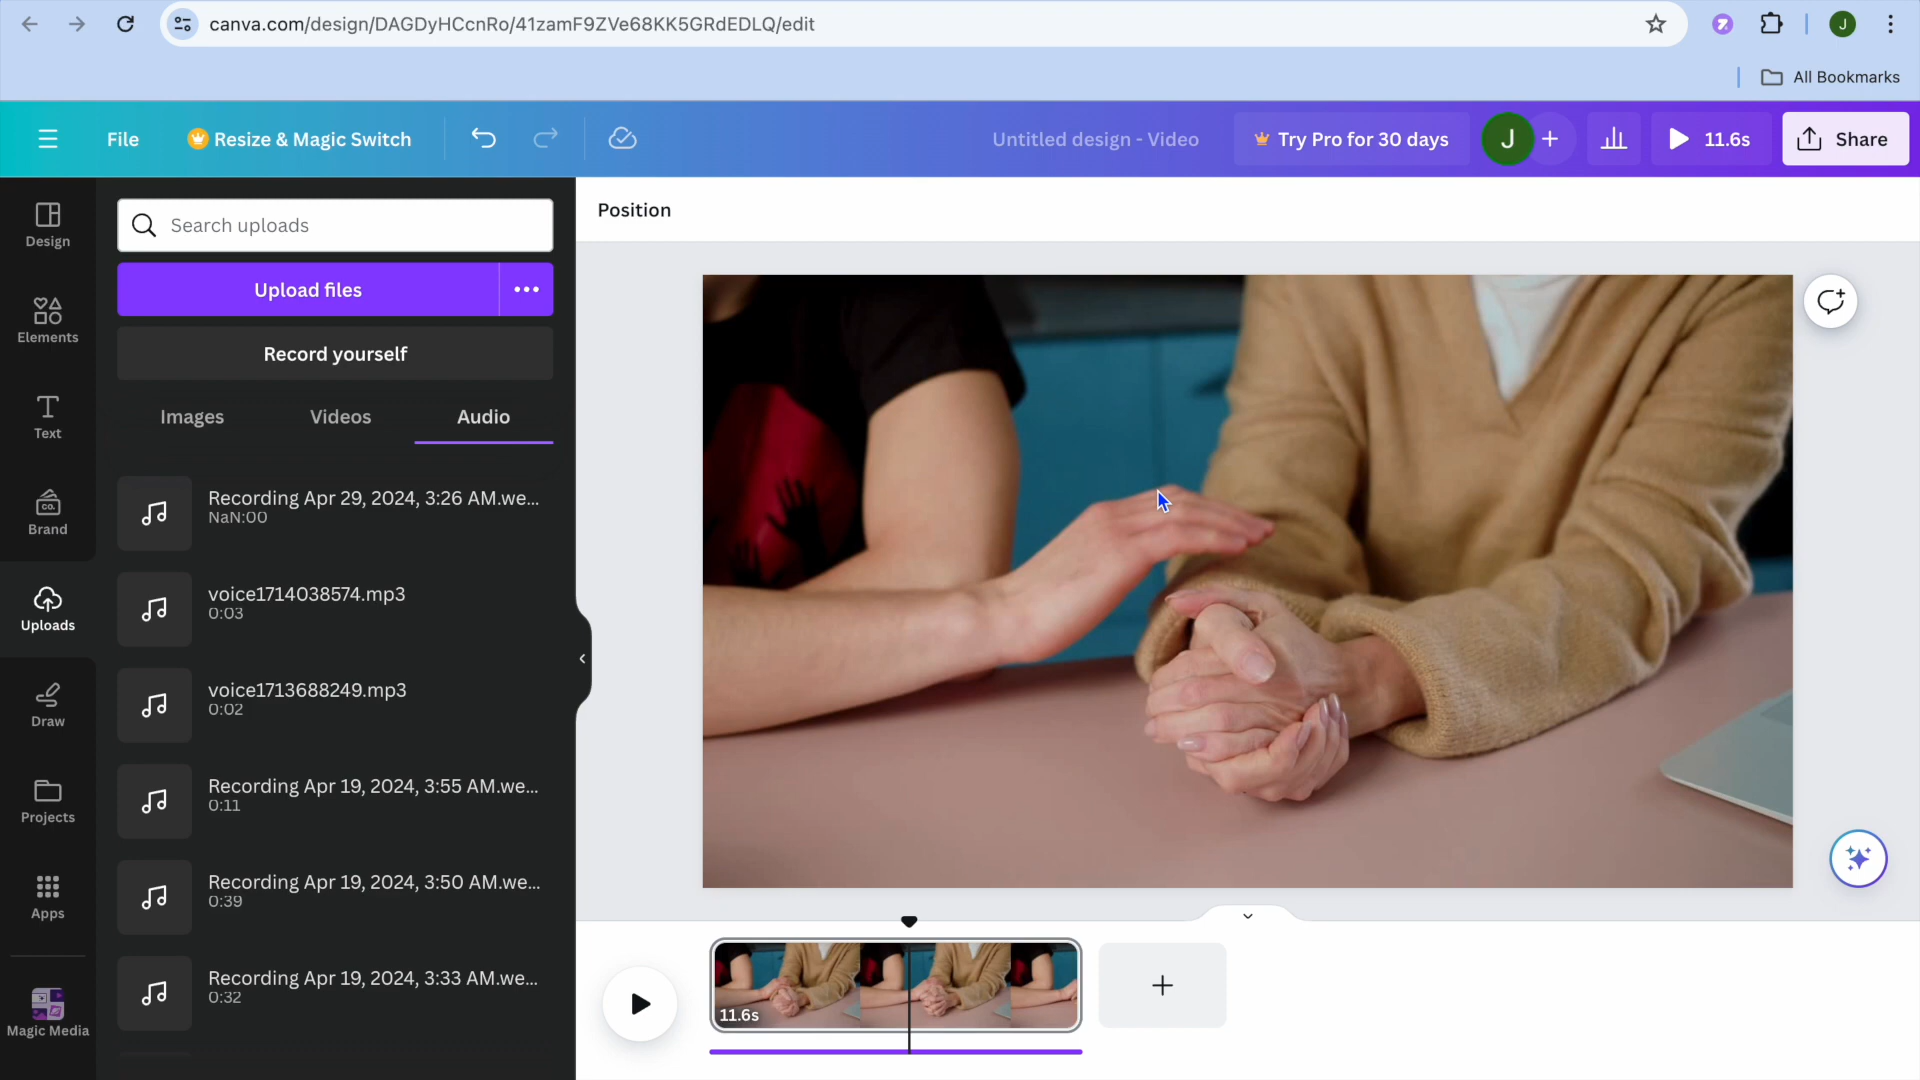 canva.com/design/DAGDyHCcnRo/41zamF9ZVe68KK5GRdEDLQ/edit
J
All Bookmarks
File
Resize & Magic Switch
Untitled design - Video
Try Pro for 30 days
J
11.6s
Share
Design
Elements
Text
CO.
Brand
Uploads
Draw
Projects
Apps
Magic Media
Search uploads
Upload files
Record yourself
Images
Videos
Audio
Recording Apr 29, 2024, 3:26 AM.we...
NaN:00
voice1714038574.mp3
0:03
voice1713688249.mp3
0:02
Recording Apr 19, 2024, 3:55 AM.we...
0:11
Recording Apr 19, 2024, 3:50 AM.we...
0:39
Recording Apr 19, 2024, 3:33 AM.we...
0:32
Position
11.6s